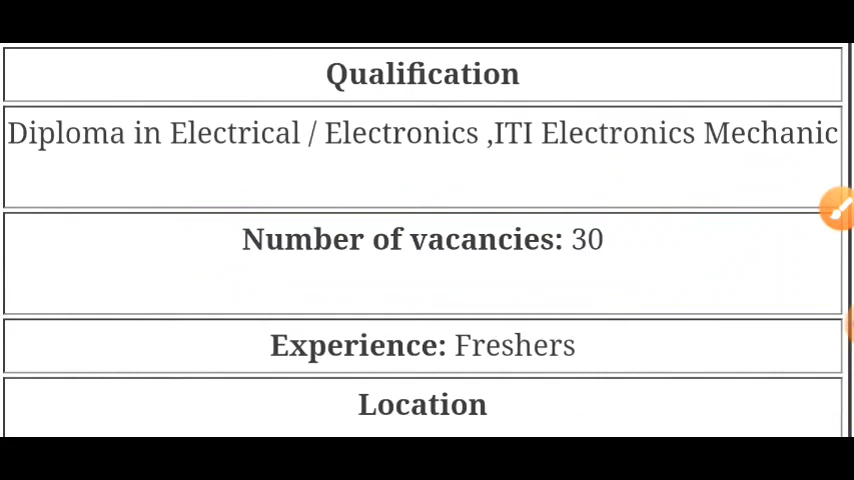 Qualification
Diploma in Electrical / Electronics ,ITI Electronics Mechanic
Number of vacancies: 30
Experience: Freshers
Location